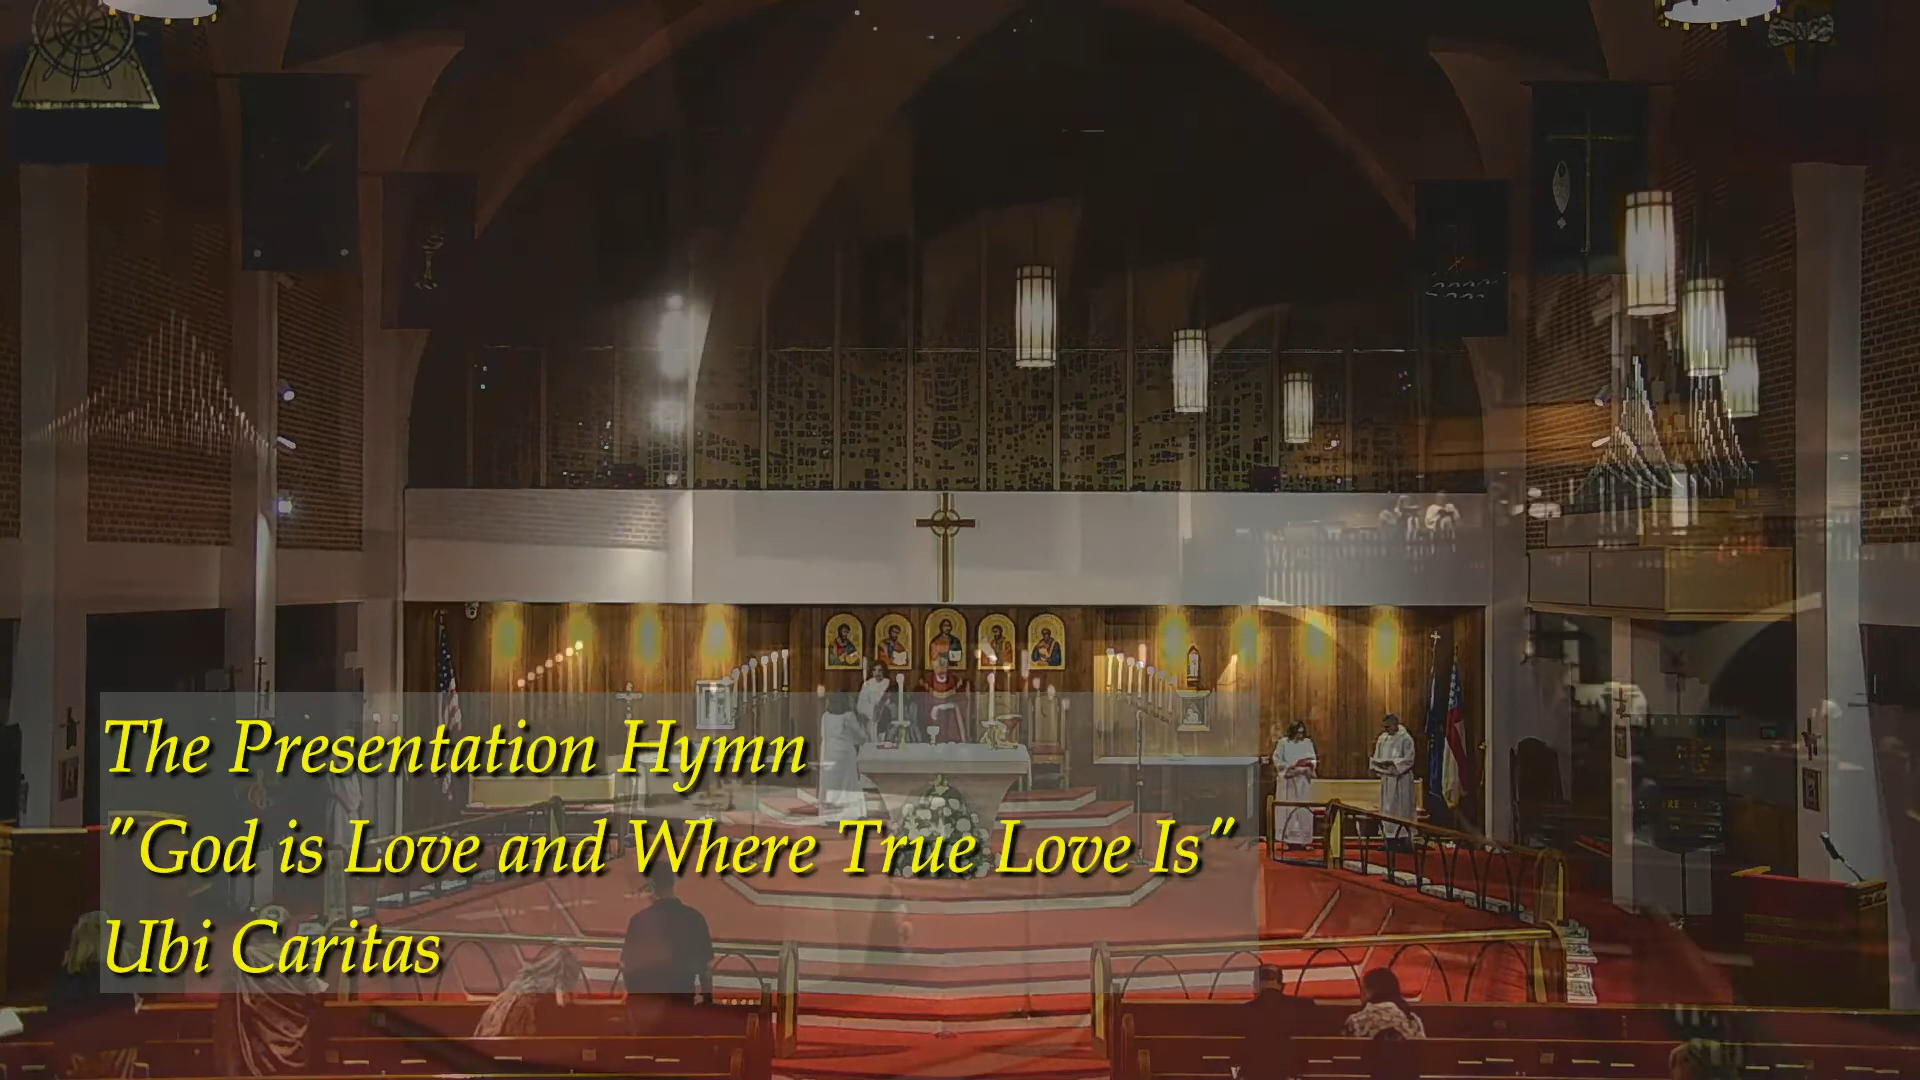 The Presentation Hymn
"God is Love and Where True Love Is"
Ubi Caritas